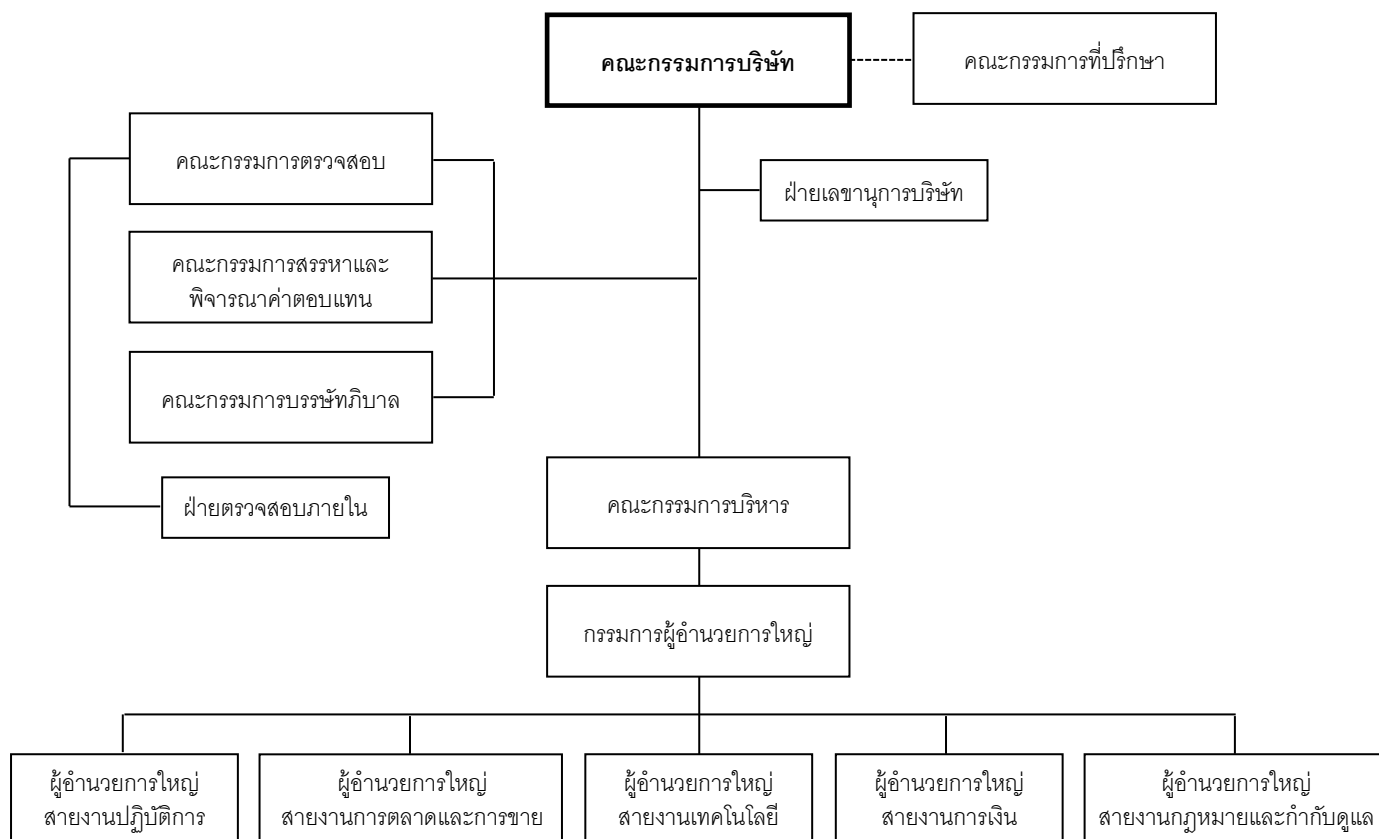 คณะกรรมการบริษัท
คณะกรรมการที่ปรึกษา
คณะกรรมการตรวจสอบ
ฝ่ายเลขานุการบริษัท
คณะกรรมการสรรหาและ
พิจารณาค่าตอบแทน
คณะกรรมการบรรษัทภิบาล
ฝ่ายตรวจสอบภายใน
คณะกรรมการบริหาร
กรรมการผู้อำนวยการใหญ่
ผู้อำนวยการใหญ่
สายงานปฏิบัติการ
ผู้อำนวยการใหญ่
สายงานการตลาดและการขาย
ผู้อำนวยการใหญ่
สายงานเทคโนโลยี
ผู้อำนวยการใหญ่
สายงานการเงิน
ผู้อำนวยการใหญ่
สายงานกฎหมายและกำกับดูแล